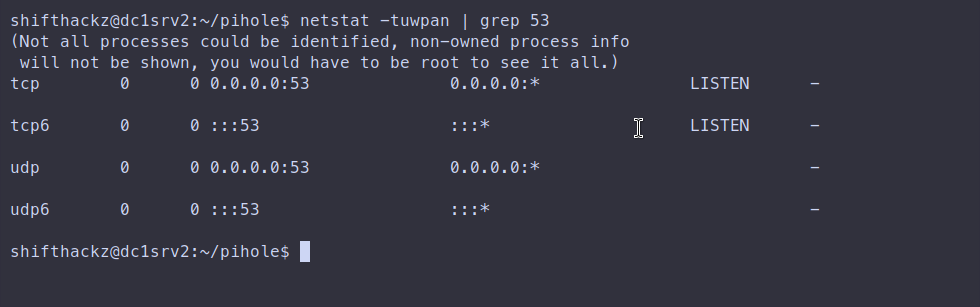 shifthackz@dc1srv2:~/pihole$ netstat -tuwpan | grep 53
(Not all processes could be identified, non-owned process info
 will not be shown, you would have to be root to see it all.)
tcp        0      0 0.0.0.0:53              0.0.0.0:*               LISTEN      -
tcp6       0      0 :::53                   :::*                    LISTEN      -
udp        0      0 0.0.0.0:53              0.0.0.0:*                           -
udp6       0      0 :::53                   :::*                                -
shifthackz@dc1srv2:~/pihole$